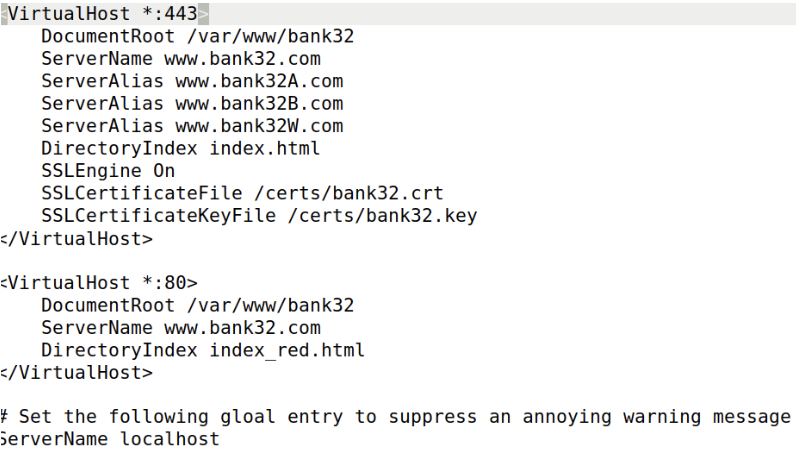 <VirtualHost *:443>
    DocumentRoot /var/www/bank32
    ServerName www.bank32.com
    ServerAlias www.bank32A.com
    ServerAlias www.bank32B.com
    ServerAlias www.bank32W.com
    DirectoryIndex index.html
    SSLEngine On
    SSLCertificateFile /certs/bank32.crt
    SSLCertificateKeyFile /certs/bank32.key
</VirtualHost>

<VirtualHost *:80>
    DocumentRoot /var/www/bank32
    ServerName www.bank32.com
    DirectoryIndex index_red.html
</VirtualHost>

# Set the following gloal entry to suppress an annoying warning message
ServerName localhost